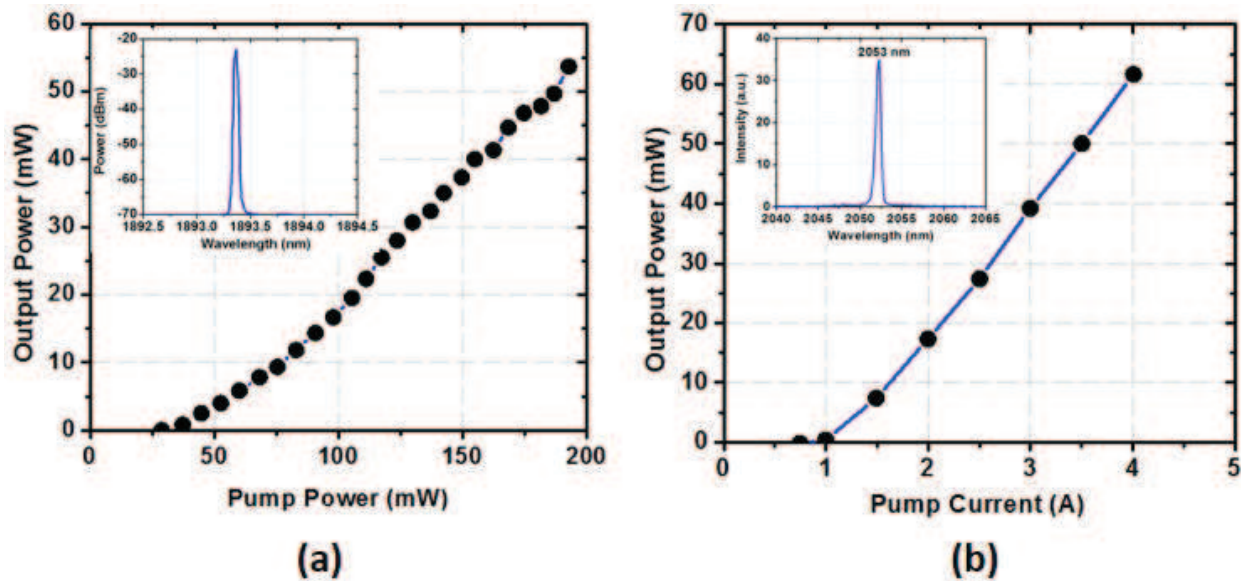 60
50
40
30
20
10
0
Output Power (mW)
0 50 100 150 200
Pump Power (mW)
-20
-30
-40
-50
-60
-70
Power (dBm)
1892.5 1893.0 1893.5 1894.0 1894.5
Wavelength (nm)
(a)
70
60
50
40
30
20
10
0
Output Power (mW)
0 1 2 3 4 5
Pump Current (A)
40
30
20
10
0
Intensity (a.u.)
2053 nm
2040 2045 2050 2055 2060 2065
Wavelength (nm)
(b)